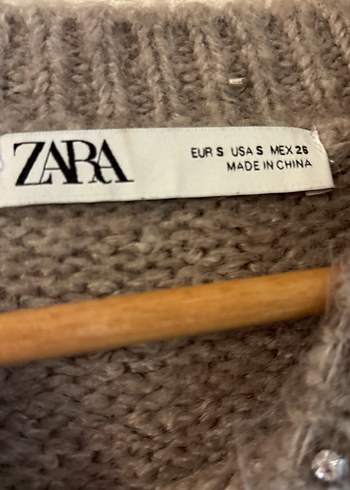 ZARA
EUR S USA S MEX 26
MADE IN CHINA